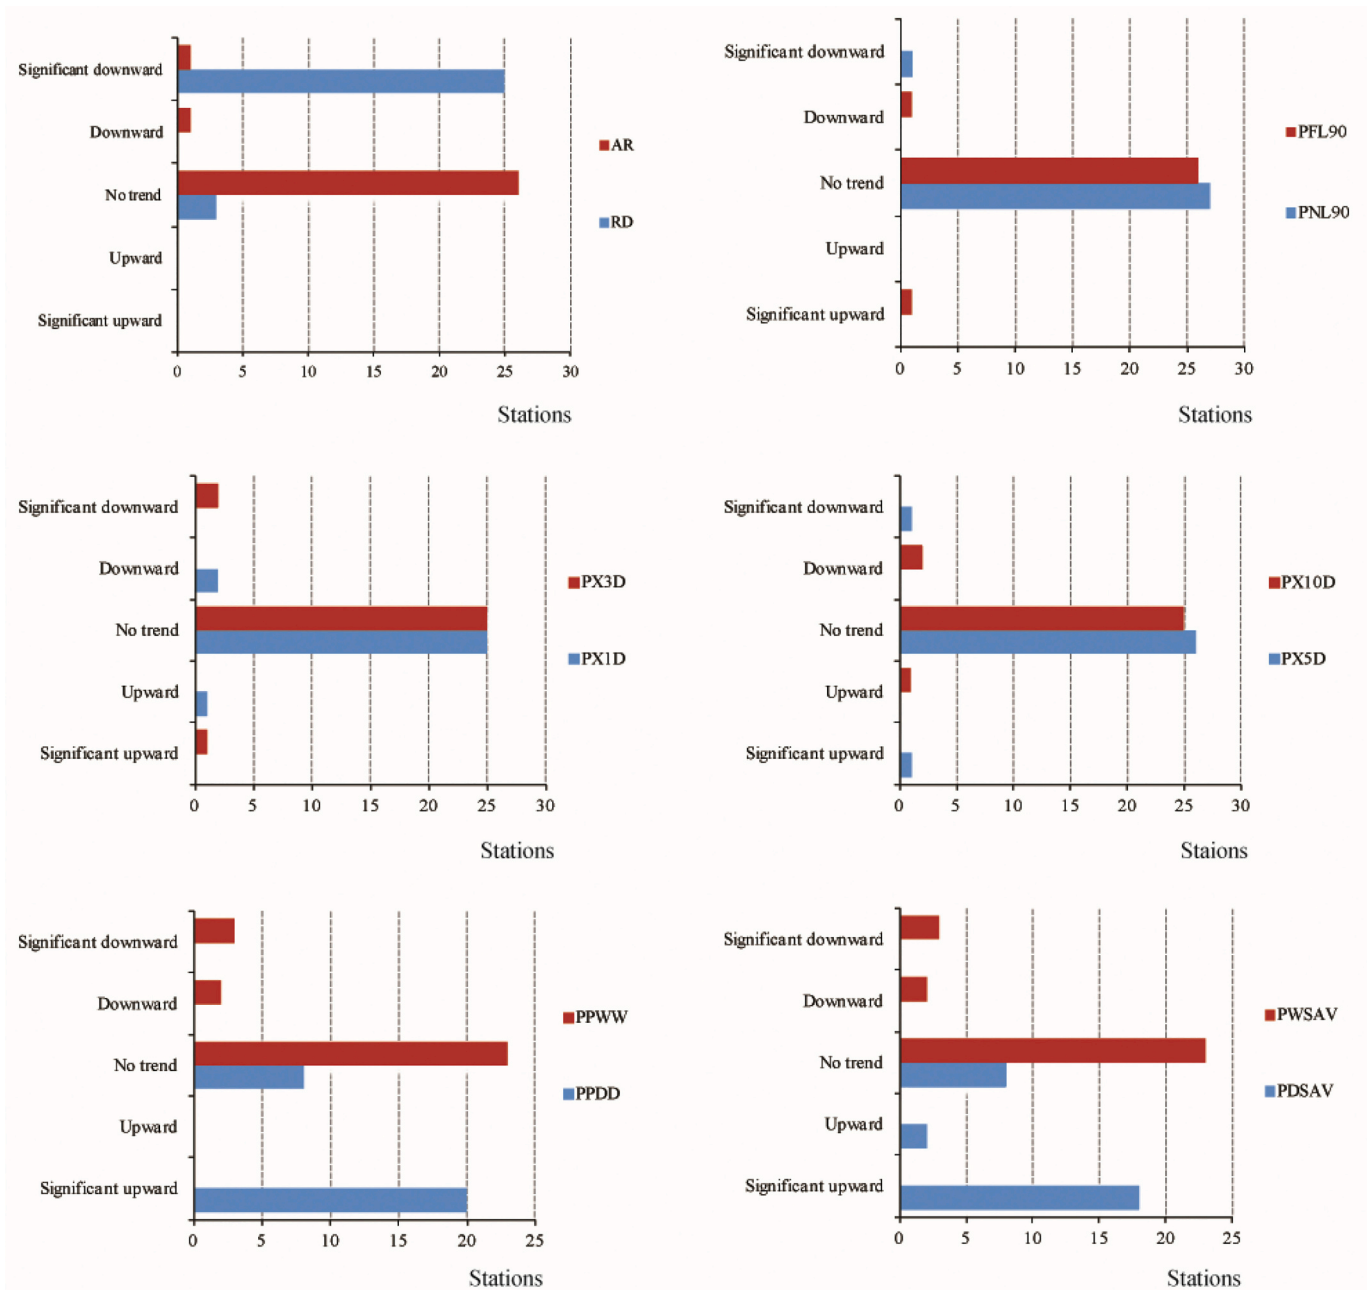 Significant downward
Downward
No trend
Upward
Significant upward
0 5 10 15 20 25 30
Stations
AR
RD
Significant downward
Downward
No trend
Upward
Significant upward
0 5 10 15 20 25 30
Stations
PFL90
PNL90
Significant downward
Downward
No trend
Upward
Significant upward
0 5 10 15 20 25 30
Stations
PX3D
PX1D
Significant downward
Downward
No trend
Upward
Significant upward
0 5 10 15 20 25 30
Staions
PX10D
PX5D
Significant downward
Downward
No trend
Upward
Significant upward
0 5 10 15 20 25
Stations
PPWW
PPDD
Significant downward
Downward
No trend
Upward
Significant upward
0 5 10 15 20 25
Stations
PWSAV
PDSAV